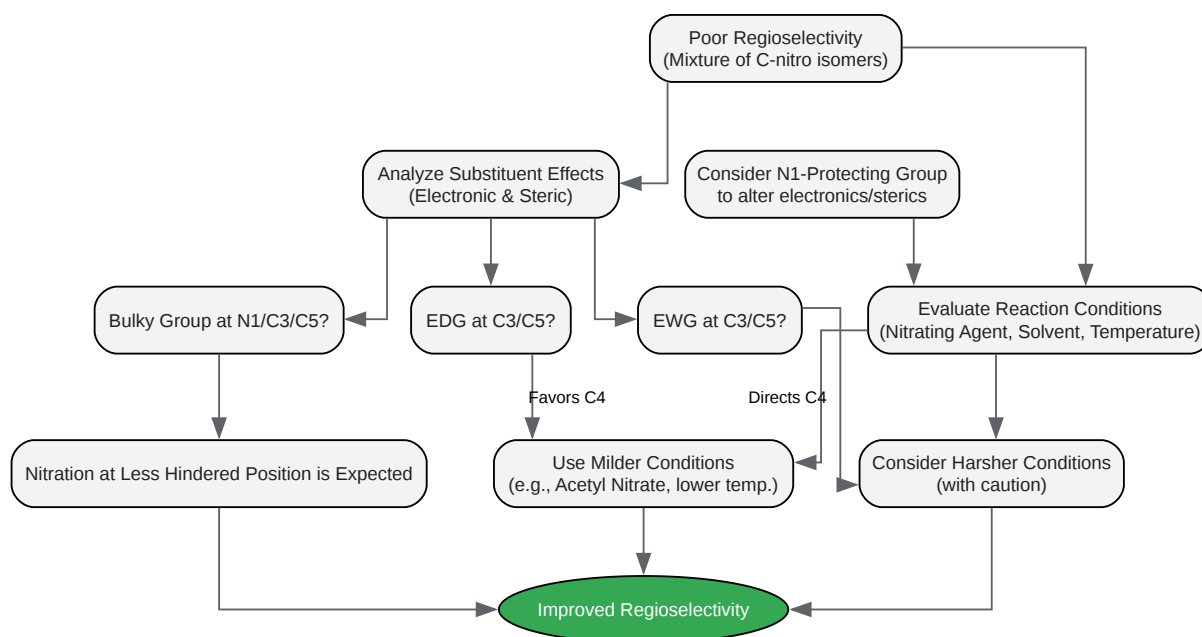 Poor Regioselectivity
(Mixture of C-nitro isomers)
Analyze Substituent Effects
(Electronic & Steric)
Consider N1-Protecting Group
to alter electronics/sterics
Bulky Group at N1/C3/C5?
EDG at C3/C5?
EWG at C3/C5?
Evaluate Reaction Conditions
(Nitrating Agent, Solvent, Temperature)
Favors C4
Directs C4
Nitration at Less Hindered Position is Expected
Use Milder Conditions
(e.g., Acetyl Nitrate, lower temp.)
Consider Harsher Conditions
(with caution)
Improved Regioselectivity